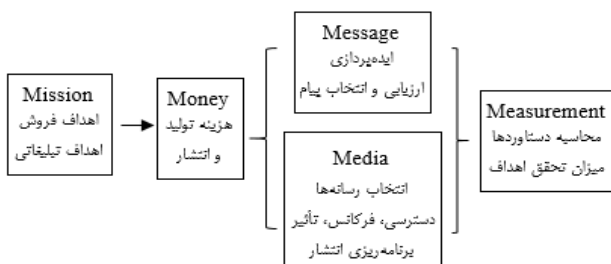 Mission
اهداف فروش
اهداف تبلیغاتی
Money
هزینه تولید
و انتشار
Message
ایده‌پردازی
ارزیابی و انتخاب پیام
Media
انتخاب رسانه‌ها
دسترسی، فرکانس، تأثیر
برنامه‌ریزی انتشار
Measurement
محاسبه دستاوردها
میزان تحقق اهداف